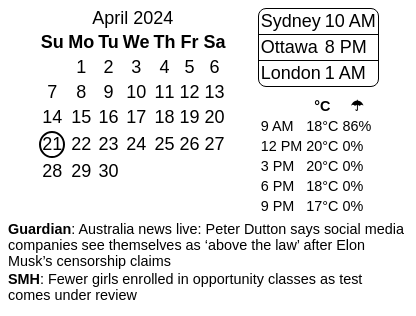 April 2024
Su Mo Tu We Th Fr Sa
1 2 3 4 5 6
7 8 9 10 11 12 13
14 15 16 17 18 19 20
21 22 23 24 25 26 27
28 29 30
Sydney 10 AM
Ottawa 8 PM
London 1 AM
°C ☂
9 AM 18°C 86%
12 PM 20°C 0%
3 PM 20°C 0%
6 PM 18°C 0%
9 PM 17°C 0%
Guardian: Australia news live: Peter Dutton says social media
companies see themselves as ‘above the law’ after Elon
Musk’s censorship claims
SMH: Fewer girls enrolled in opportunity classes as test
comes under review